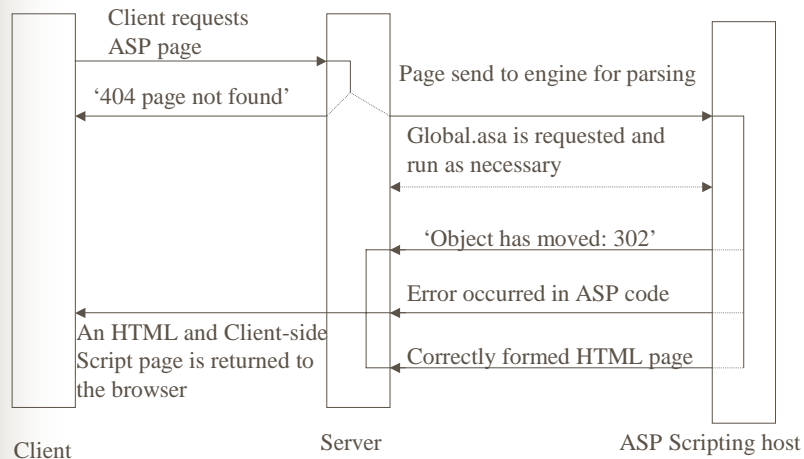 Client requests
ASP page
Page send to engine for parsing
‘404 page not found’
Global.asa is requested and
run as necessary
‘Object has moved: 302’
Error occurred in ASP code
An HTML and Client-side
Script page is returned to
the browser
Correctly formed HTML page
Client
Server
ASP Scripting host